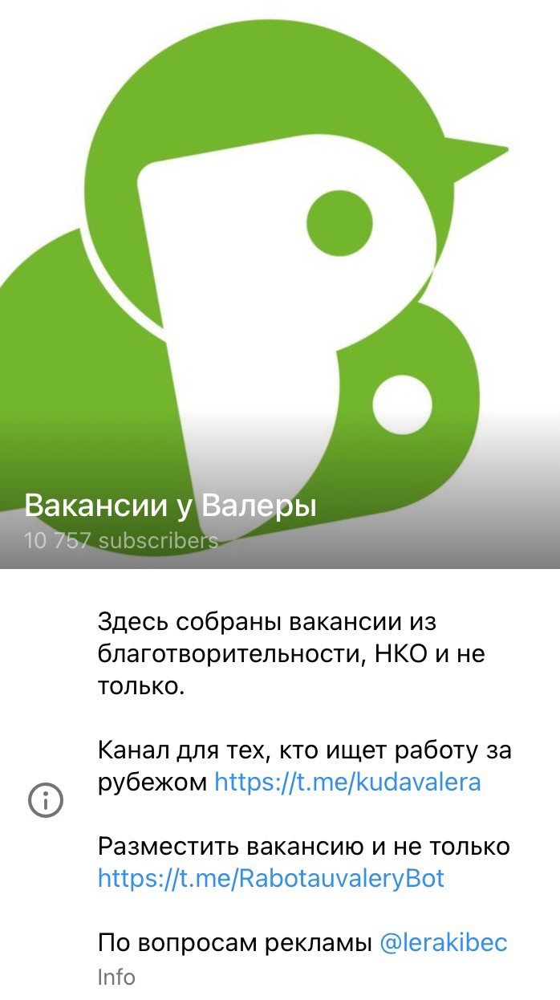 Вакансии у Валеры
10 757 subscribers
Здесь собраны вакансии из
благотворительности, НКО и не
только.
Канал для тех, кто ищет работу за
рубежом https://t.me/kudavalera
Разместить вакансию и не только
https://t.me/RabotauvaleryBot
По вопросам рекламы @lerakibec
Info